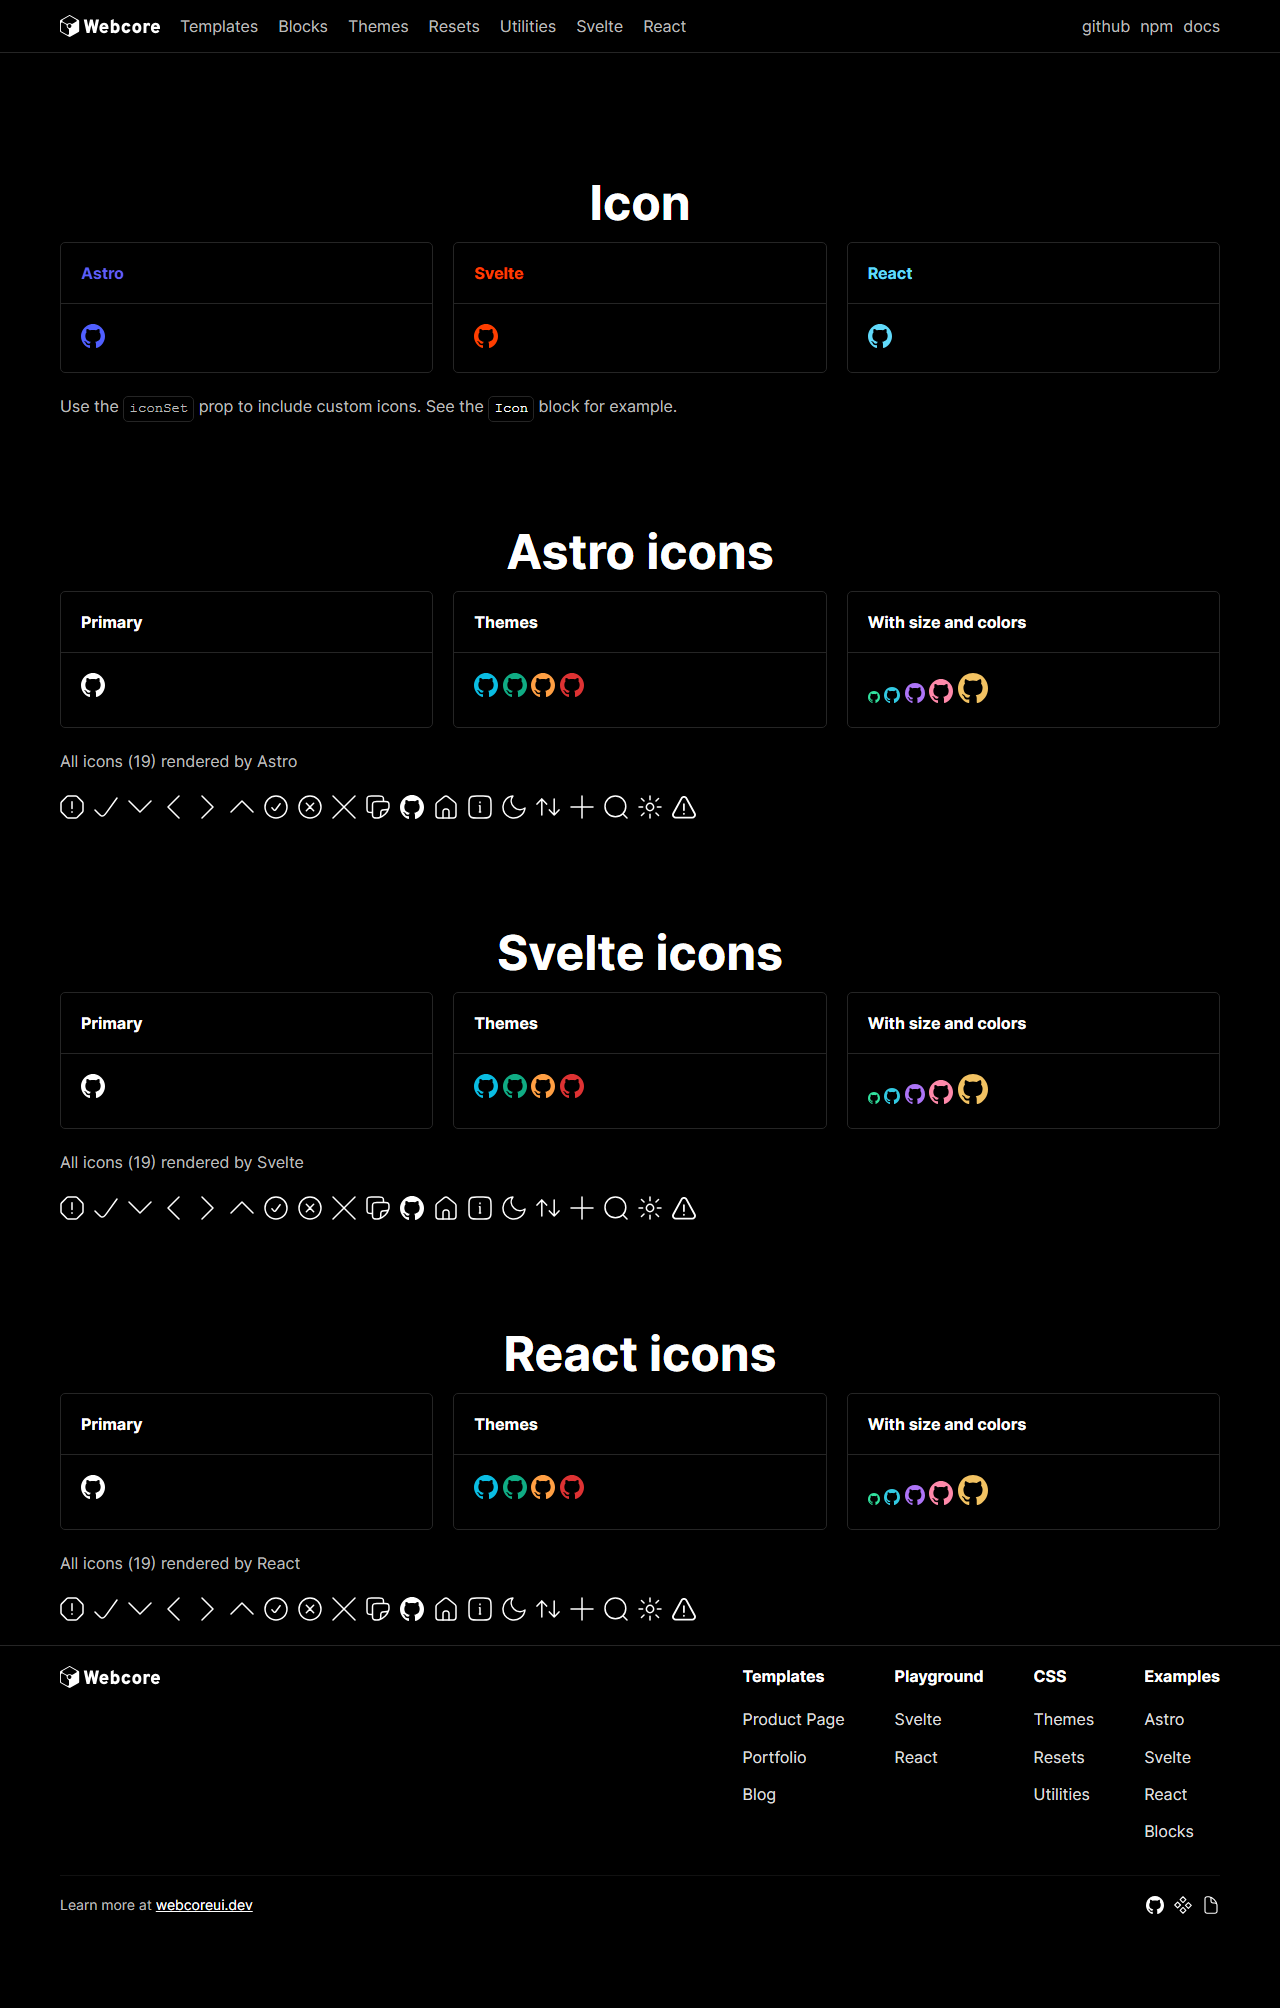 Webcore Templates Blocks Themes Resets Utilities Svelte React github npm docs
Icon
Astro Svelte React
Use the iconSet prop to include custom icons. See the Icon block for example.
Astro icons
Primary Themes With size and colors
All icons (19) rendered by Astro
Svelte icons
Primary Themes With size and colors
All icons (19) rendered by Svelte
React icons
Primary Themes With size and colors
All icons (19) rendered by React
Webcore Templates Playground CSS Examples
Product Page Svelte Themes Astro
Portfolio React Resets Svelte
Blog Utilities React
Blocks
Learn more at webcoreui.dev